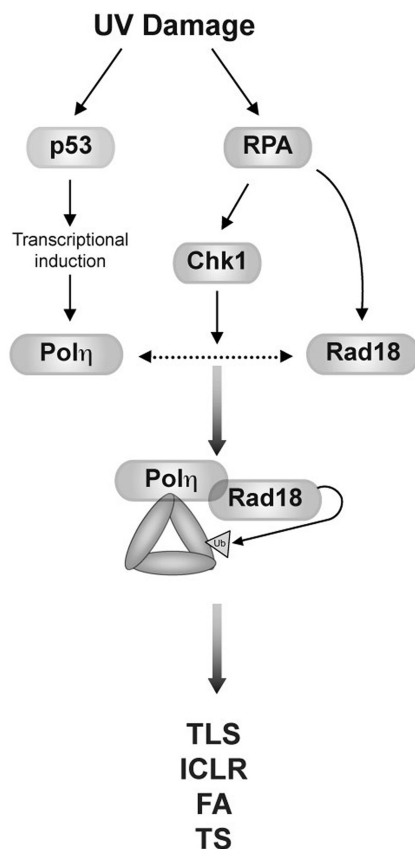 UV Damage
p53
RPA
Transcriptional
induction
Chk1
Polη
Rad18
Polη
Rad18
Ub
TLS
ICLR
FA
TS